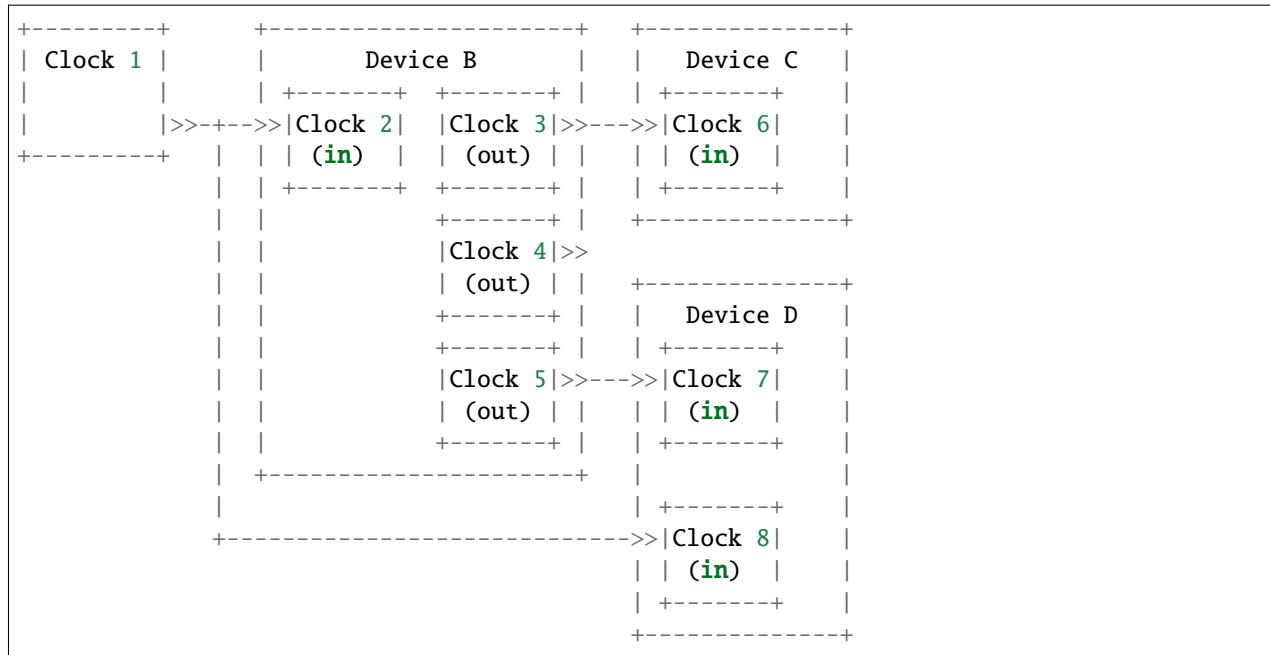 +---------+      +----------------------+   +--------------+
| Clock 1 |      |       Device B       |   |   Device C   |
|         |      | +-------+  +-------+ |   | +-------+    |
|         |>>-+-->>|Clock 2|  |Clock 3|>>--->>|Clock 6|    |
+---------+   |  | | (in)  |  | (out) | |   | | (in)  |    |
              |  | +-------+  +-------+ |   | +-------+    |
              |  |            +-------+ |   +--------------+
              |  |            |Clock 4|>>
              |  |            | (out) | |   +--------------+
              |  |            +-------+ |   |   Device D   |
              |  |            +-------+ |   | +-------+    |
              |  |            |Clock 5|>>--->>|Clock 7|    |
              |  |            | (out) | |   | | (in)  |    |
              |  |            +-------+ |   | +-------+    |
              |  +----------------------+   |              |
              |                             | +-------+    |
              +----------------------------->>|Clock 8|    |
                                            | | (in)  |    |
                                            | +-------+    |
                                            +--------------+